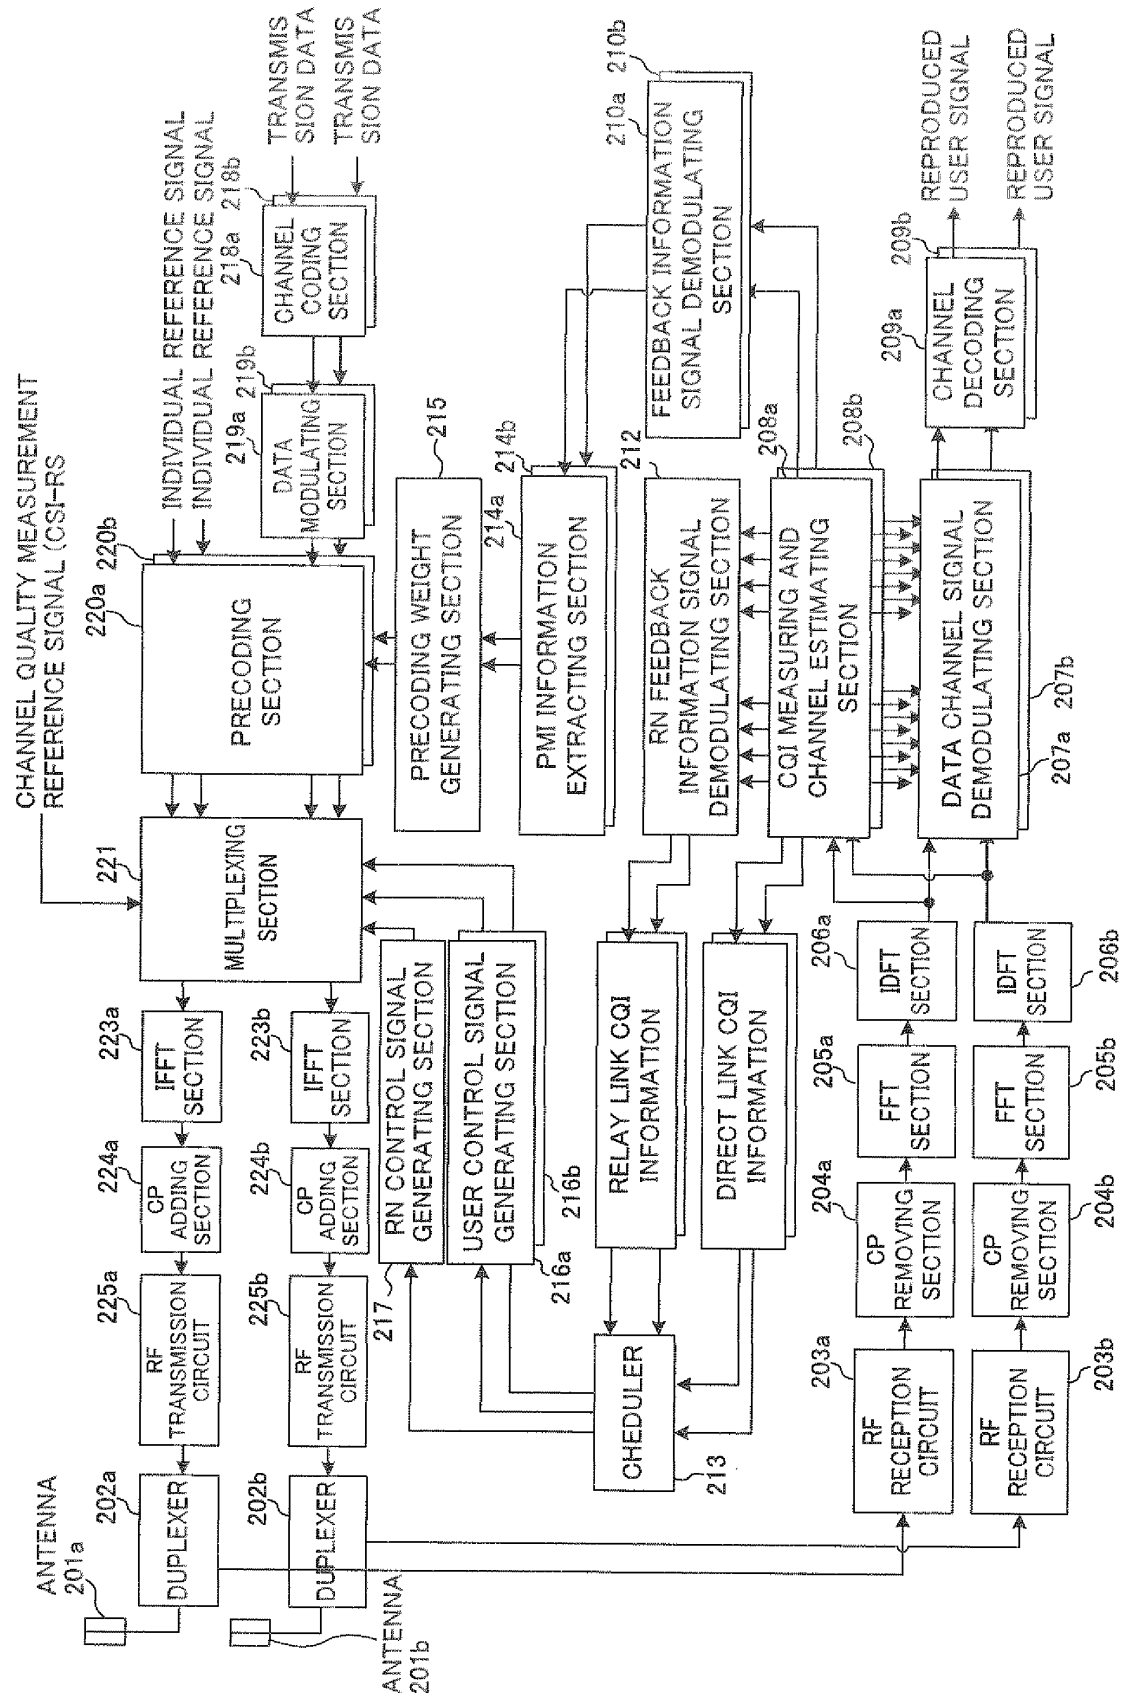 CHANNEL QUALITY MEASUREMENT
REFERENCE SIGNAL (CSI-RS)
INDIVIDUAL REFERENCE SIGNAL
INDIVIDUAL REFERENCE SIGNAL
TRANSMIS
SION DATA
TRANSMIS
SION DATA
ANTENNA
201a
202a
DUPLEXER
225a
RF
TRANSMISSION
CIRCUIT
224a
CP
ADDING
SECTION
223a
IFFT
SECTION
221
MULTIPLEXING
SECTION
220a
220b
PRECODING
SECTION
219a
219b
DATA
MODULATING
SECTION
218a
218b
CHANNEL
CODING
SECTION
ANTENNA
201b
202b
DUPLEXER
225b
RF
TRANSMISSION
CIRCUIT
224b
CP
ADDING
SECTION
223b
IFFT
SECTION
217
RN CONTROL SIGNAL
GENERATING SECTION
USER CONTROL SIGNAL
GENERATING SECTION
216a
216b
215
PRECODING WEIGHT
GENERATING SECTION
214a
214b
PMI INFORMATION
EXTRACTING SECTION
CHEDULER
213
RELAY LINK CQI
INFORMATION
DIRECT LINK CQI
INFORMATION
212
RN FEEDBACK
INFORMATION SIGNAL
DEMODULATING SECTION
210a
210b
FEEDBACK INFORMATION
SIGNAL DEMODULATING
SECTION
208a
208b
CQI MEASURING AND
CHANNEL ESTIMATING
SECTION
203a
RF
RECEPTION
CIRCUIT
204a
CP
REMOVING
SECTION
205a
FFT
SECTION
206a
IDFT
SECTION
DATA CHANNEL SIGNAL
DEMODULATING SECTION
207a
207b
209a
209b
CHANNEL
DECODING
SECTION
REPRODUCED
USER SIGNAL
REPRODUCED
USER SIGNAL
RF
RECEPTION
CIRCUIT
203b
CP
REMOVING
SECTION
204b
FFT
SECTION
205b
IDFT
SECTION
206b